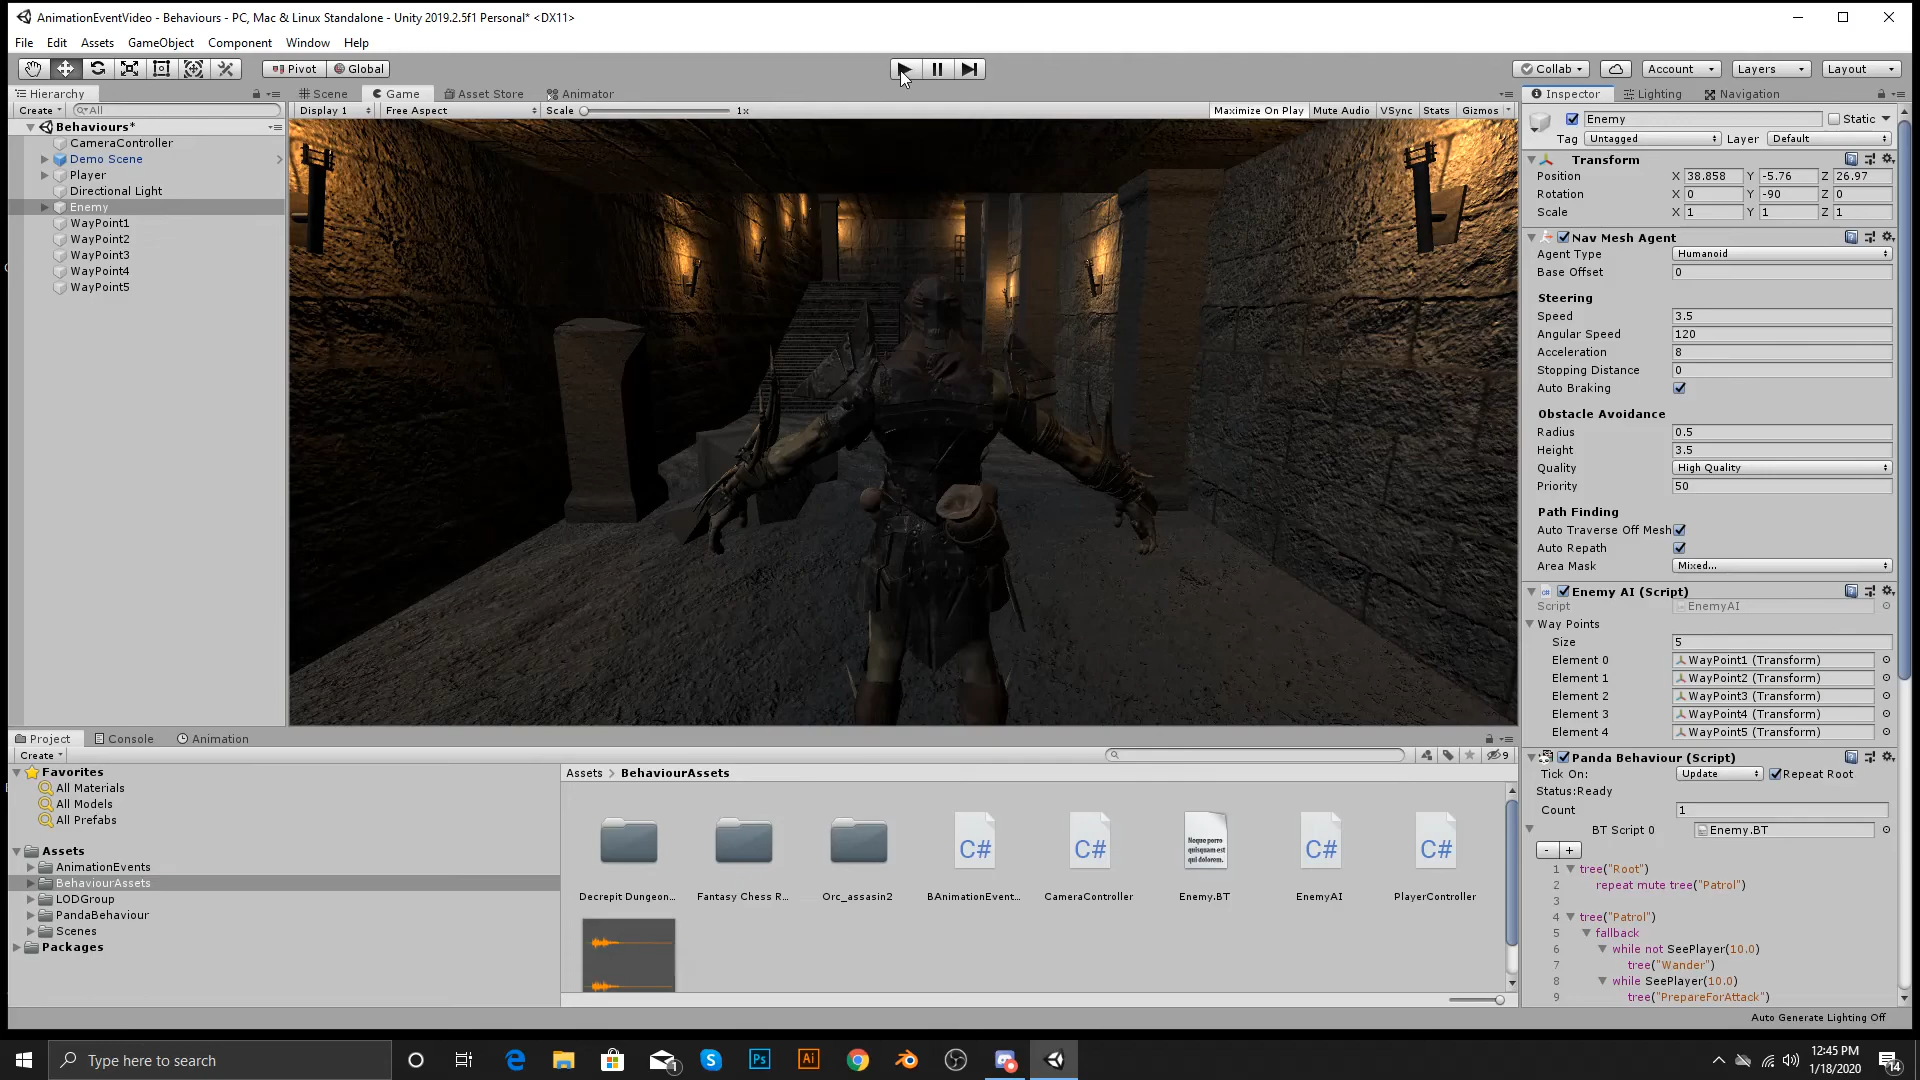 AnimationEventVideo - Behaviours - PC, Mac & Linux Standalone - Unity 2019.2.5f1 Personal* <DX11>
File Edit Assets GameObject Component Window Help
Pivot Global Collab Account Layers Layout
Hierarchy Scene Game Asset Store Animator Inspector Lighting Navigation
Create All Display 1 Free Aspect Scale 1x Maximize On Play Mute Audio VSync Stats Gizmos
Behaviours*
CameraController
Demo Scene
Player
Directional Light
Enemy
WayPoint1
WayPoint2
WayPoint3
WayPoint4
WayPoint5
Enemy Static
Tag Untagged Layer Default
Transform
Position X 38.858 Y -5.76 Z 26.97
Rotation X 0 Y -90 Z 0
Scale X 1 Y 1 Z 1
Nav Mesh Agent
Agent Type Humanoid
Base Offset 0
Steering
Speed 3.5
Angular Speed 120
Acceleration 8
Stopping Distance 0
Auto Braking
Obstacle Avoidance
Radius 0.5
Height 3.5
Quality High Quality
Priority 50
Path Finding
Auto Traverse Off Mesh
Auto Repath
Area Mask Mixed...
Enemy AI (Script)
Script EnemyAI
Way Points
Size 5
Element 0 WayPoint1 (Transform)
Element 1 WayPoint2 (Transform)
Element 2 WayPoint3 (Transform)
Element 3 WayPoint4 (Transform)
Element 4 WayPoint5 (Transform)
Panda Behaviour (Script)
Tick On: Update Repeat Root
Status:Ready
Count 1
BT Script 0 Enemy.BT
- +
1 tree("Root")
2 repeat mute tree("Patrol")
3
4 tree("Patrol")
5 fallback
6 while not SeePlayer(10.0)
7 tree("Wander")
8 while SeePlayer(10.0)
9 tree("PrepareForAttack")
Project Console Animation
Create 9
Favorites
All Materials
All Models
All Prefabs
Assets
AnimationEvents
BehaviourAssets
LODGroup
PandaBehaviour
Scenes
Packages
Assets > BehaviourAssets
C# C# Neque porro quisquam est qui dolorem. C# C#
Decrepit Dungeon... Fantasy Chess R... Orc_assasin2 BAnimationEvent... CameraController Enemy.BT EnemyAI PlayerController
Auto Generate Lighting Off
Type here to search
1
Ps
Ai
12:45 PM
1/18/2020
14